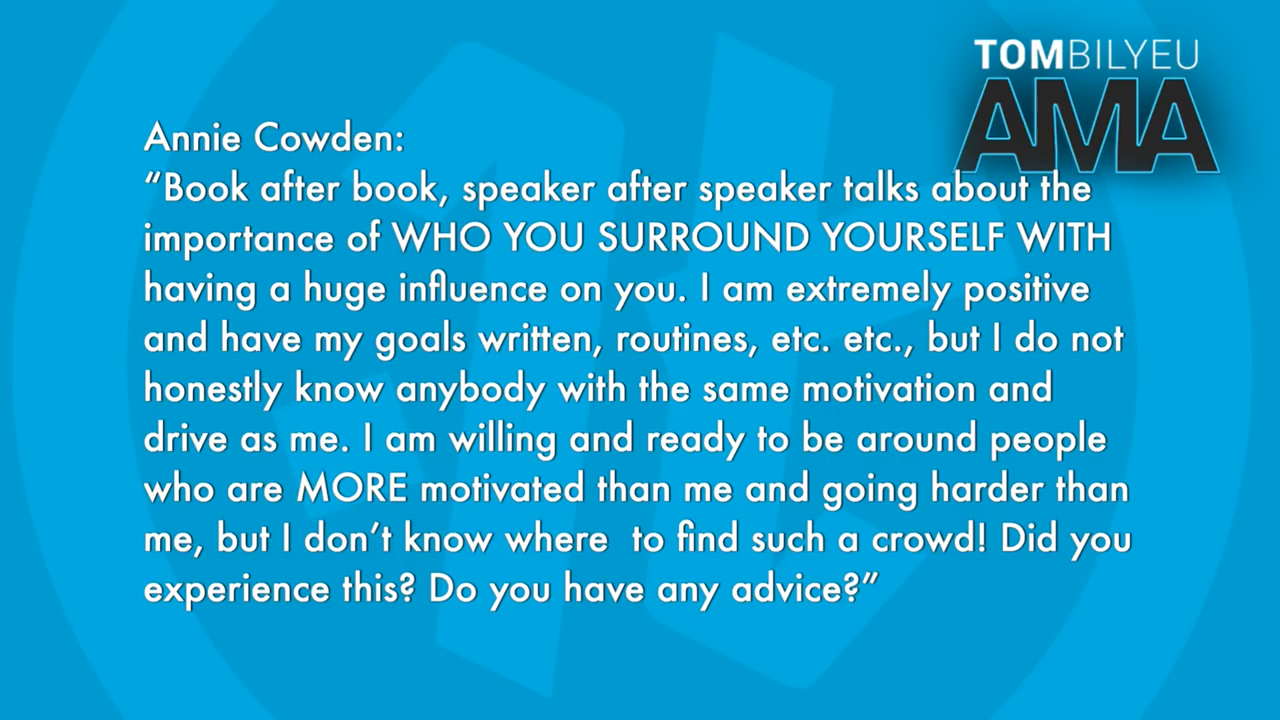 TOMBILYEU
AMA
Annie Cowden:
“Book after book, speaker after speaker talks about the
importance of WHO YOU SURROUND YOURSELF WITH
having a huge influence on you. I am extremely positive
and have my goals written, routines, etc. etc., but I do not
honestly know anybody with the same motivation and
drive as me. I am willing and ready to be around people
who are MORE motivated than me and going harder than
me, but I don’t know where  to find such a crowd! Did you
experience this? Do you have any advice?”